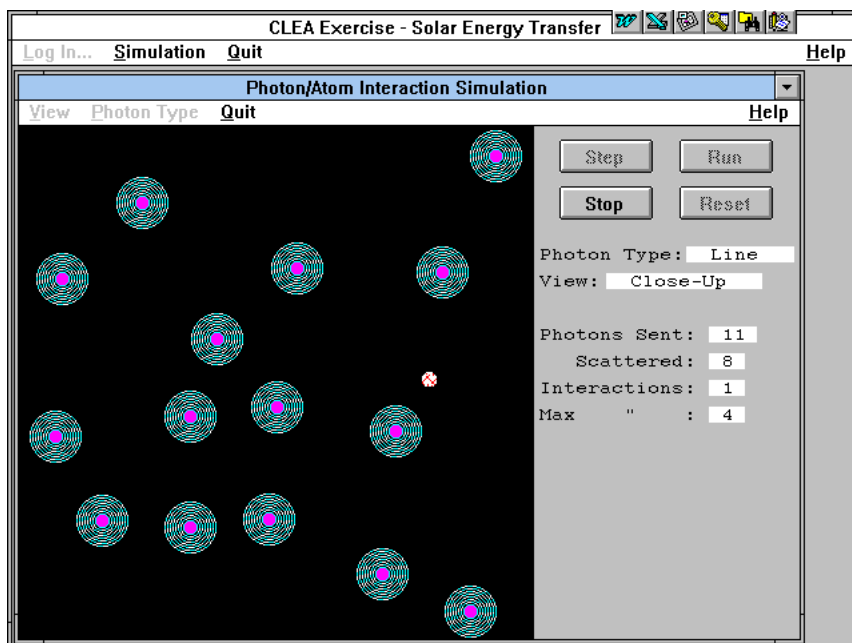 CLEA Exercise - Solar Energy Transfer
Log In... Simulation Quit Help
Photon/Atom Interaction Simulation
View Photon Type Quit Help
Step Run
Stop Reset
Photon Type: Line
View: Close-Up
Photons Sent: 11
Scattered: 8
Interactions: 1
Max " : 4